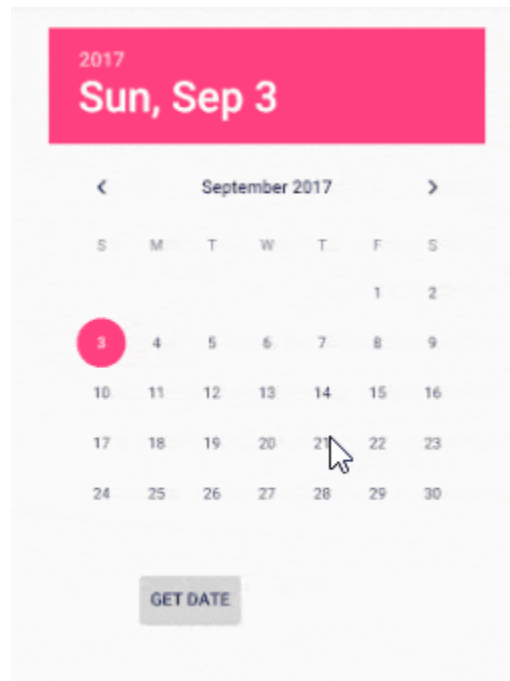 2017
Sun, Sep 3
September 2017
S M T W T F S
1 2
3 4 5 6 7 8 9
10 11 12 13 14 15 16
17 18 19 20 21 22 23
24 25 26 27 28 29 30
GET DATE